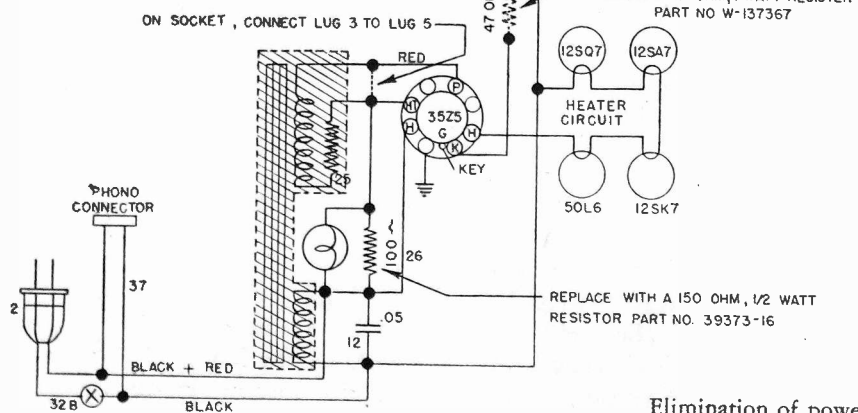 ON SOCKET, CONNECT LUG 3 TO LUG 5
47
PART NO W-137367
RED
12SQ7
12SA7
P
H1
35Z5
HEATER
CIRCUIT
H
G
H
K
KEY
25
50L6
12SK7
PHONO
CONNECTOR
100 ~
26
37
2
REPLACE WITH A 150 OHM, 1/2 WATT
RESISTOR PART NO. 39373-16
.05
12
BLACK + RED
32B
BLACK
Elimination of powe